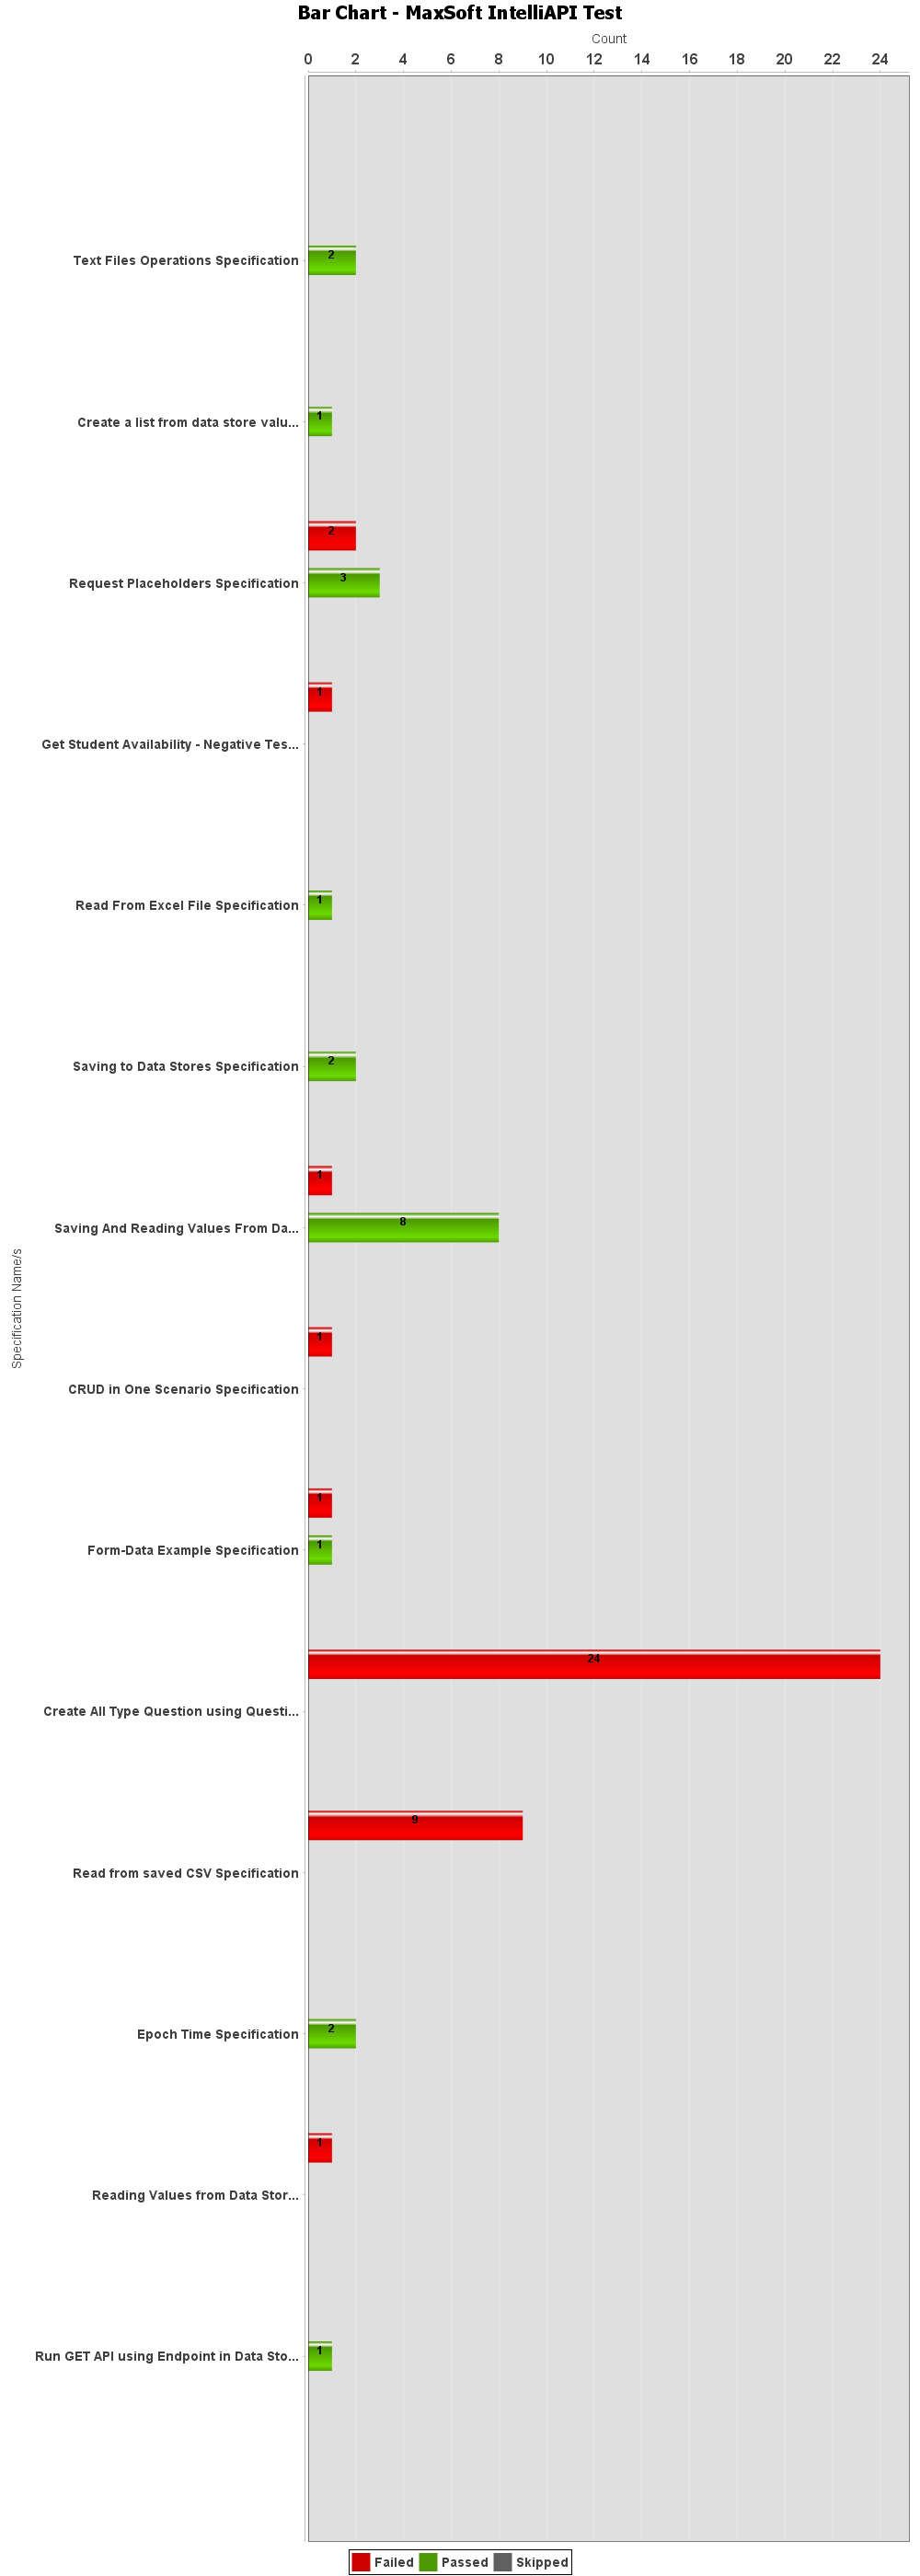 Bar Chart - MaxSoft IntelliAPI Test
Count
0 2 4 6 8 10 12 14 16 18 20 22 24
Text Files Operations Specification
2
Create a list from data store valu...
1
2
Request Placeholders Specification
3
1
Get Student Availability - Negative Tes...
Read From Excel File Specification
1
Saving to Data Stores Specification
2
1
Saving And Reading Values From Da...
8
Specification Name/s
1
CRUD in One Scenario Specification
1
Form-Data Example Specification
1
24
Create All Type Question using Questi...
9
Read from saved CSV Specification
Epoch Time Specification
2
1
Reading Values from Data Stor...
Run GET API using Endpoint in Data Sto...
1
Failed Passed Skipped